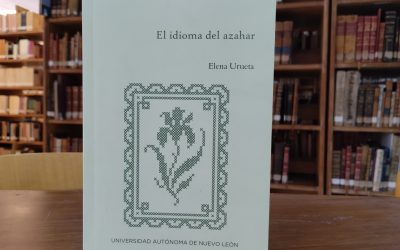 El idioma del azahar
Elena Urueta
UNIVERSIDAD AUTÓNOMA DE NUEVO LEÓN